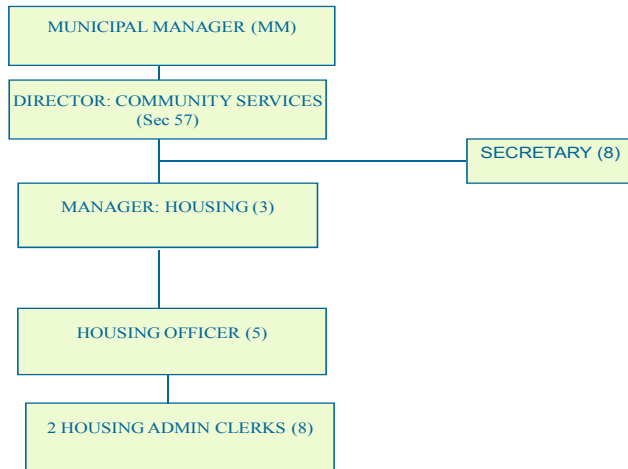 MUNICIPAL MANAGER (MM)
DIRECTOR: COMMUNITY SERVICES
(Sec 57)
SECRETARY (8)
MANAGER: HOUSING (3)
HOUSING OFFICER (5)
2 HOUSING ADMIN CLERKS (8)